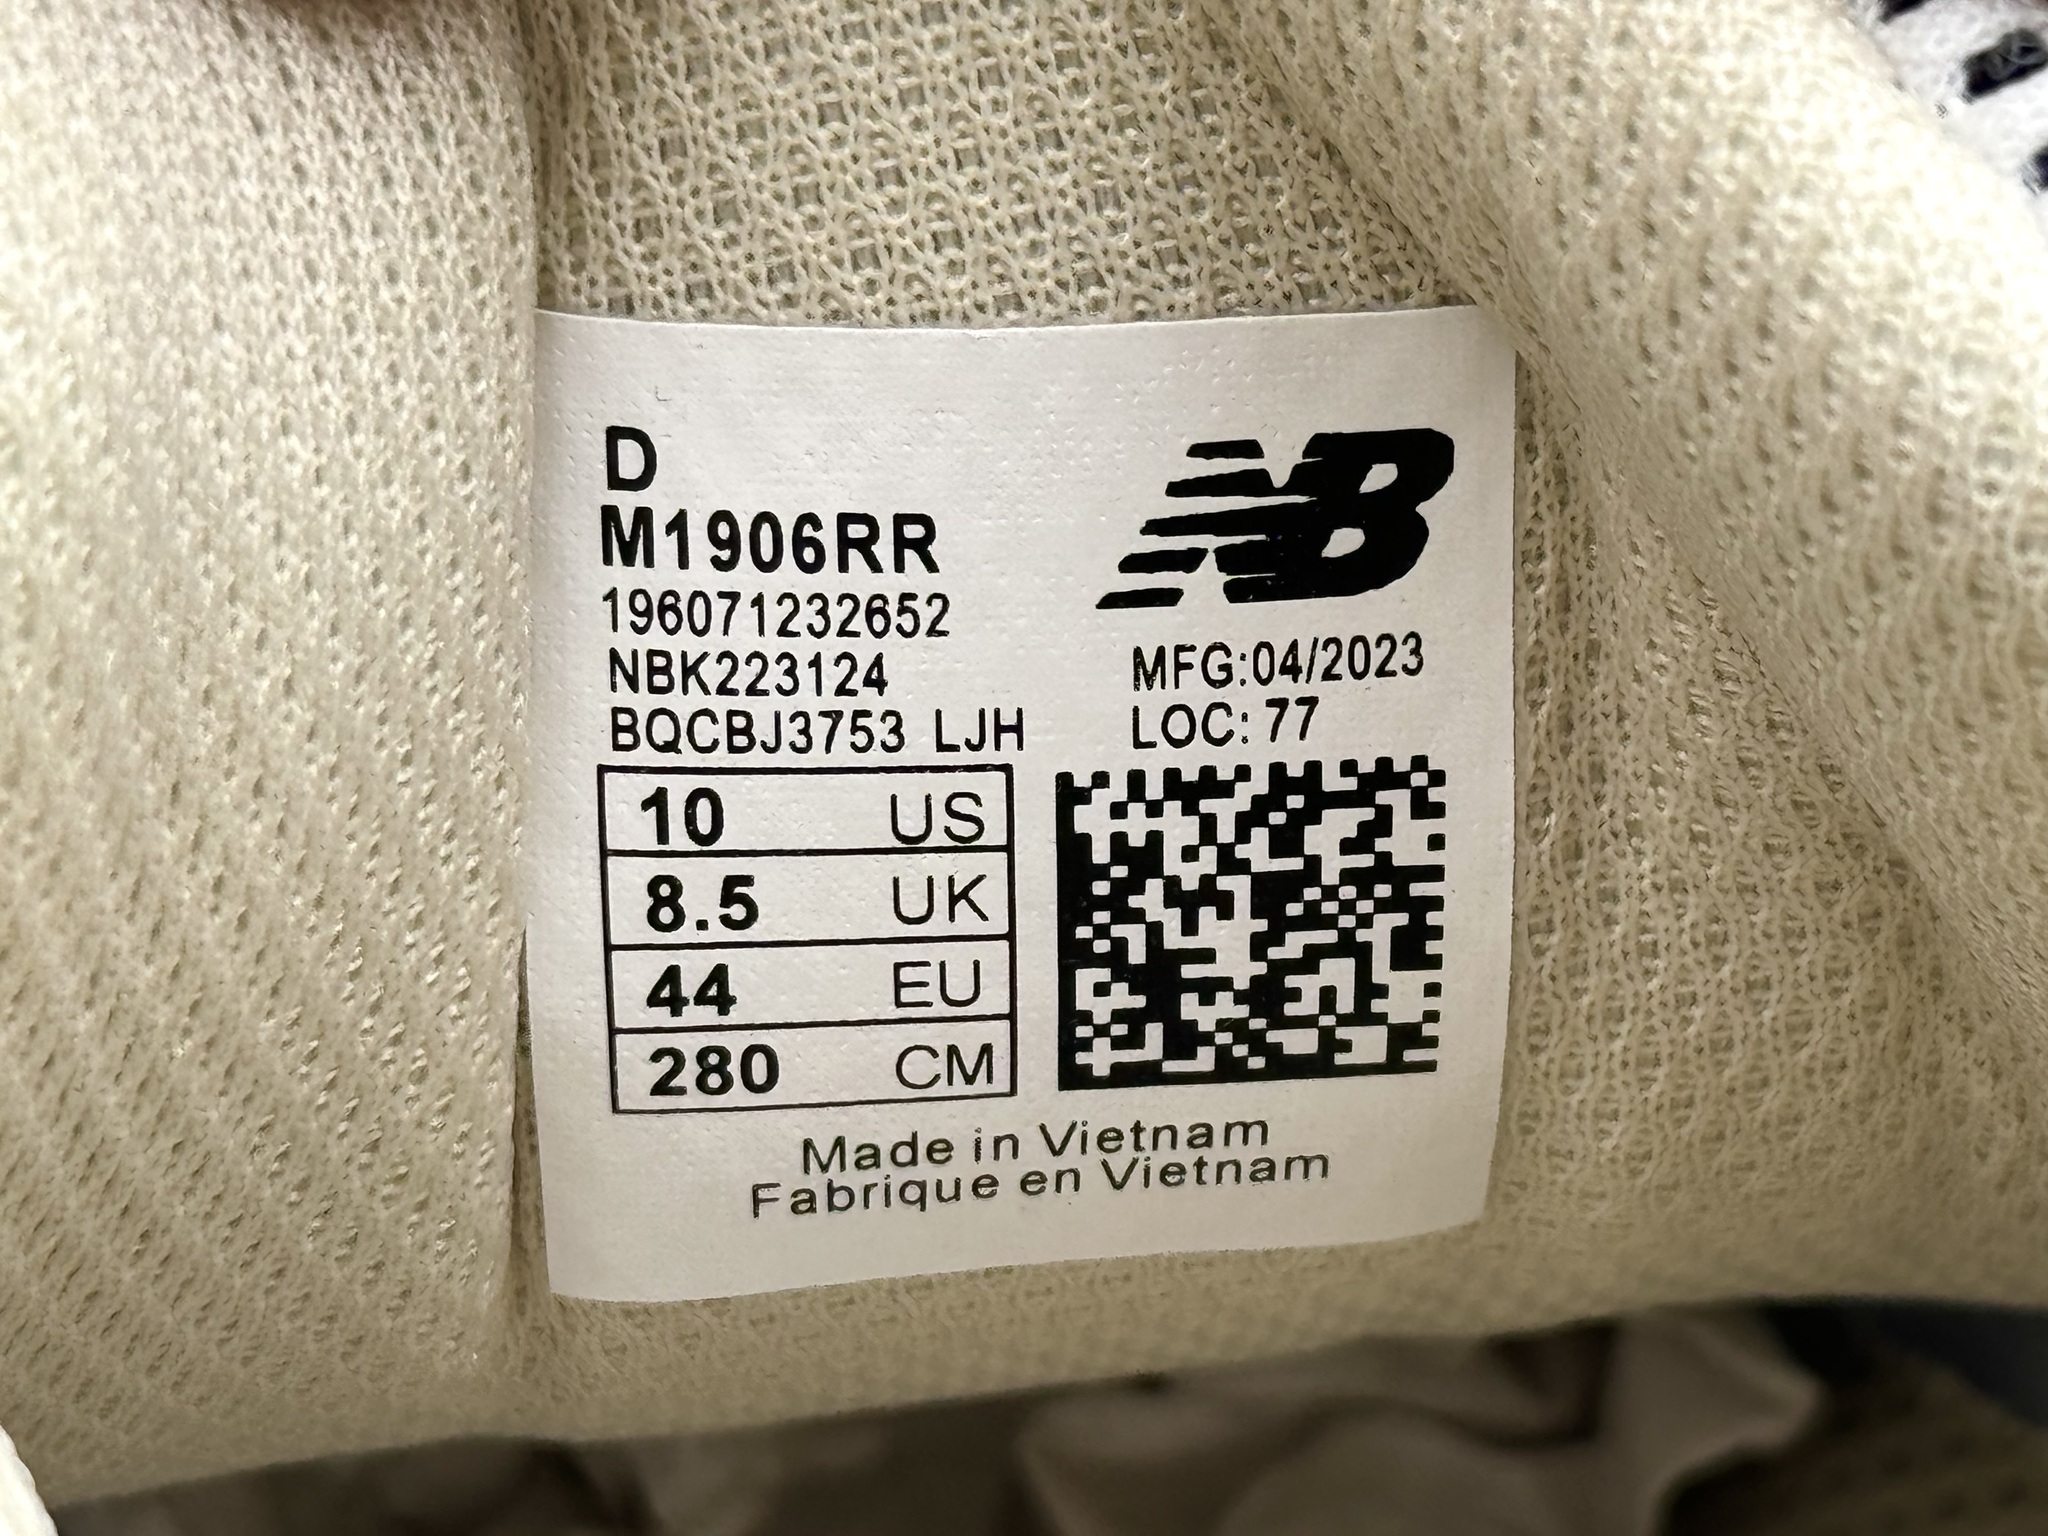 D
M1906RR
196071232652
NBK223124
BQCBJ3753 LJH
NB
MFG:04/2023
LOC: 77
10 US
8.5 UK
44 EU
280 CM
Made in Vietnam
Fabrique en Vietnam